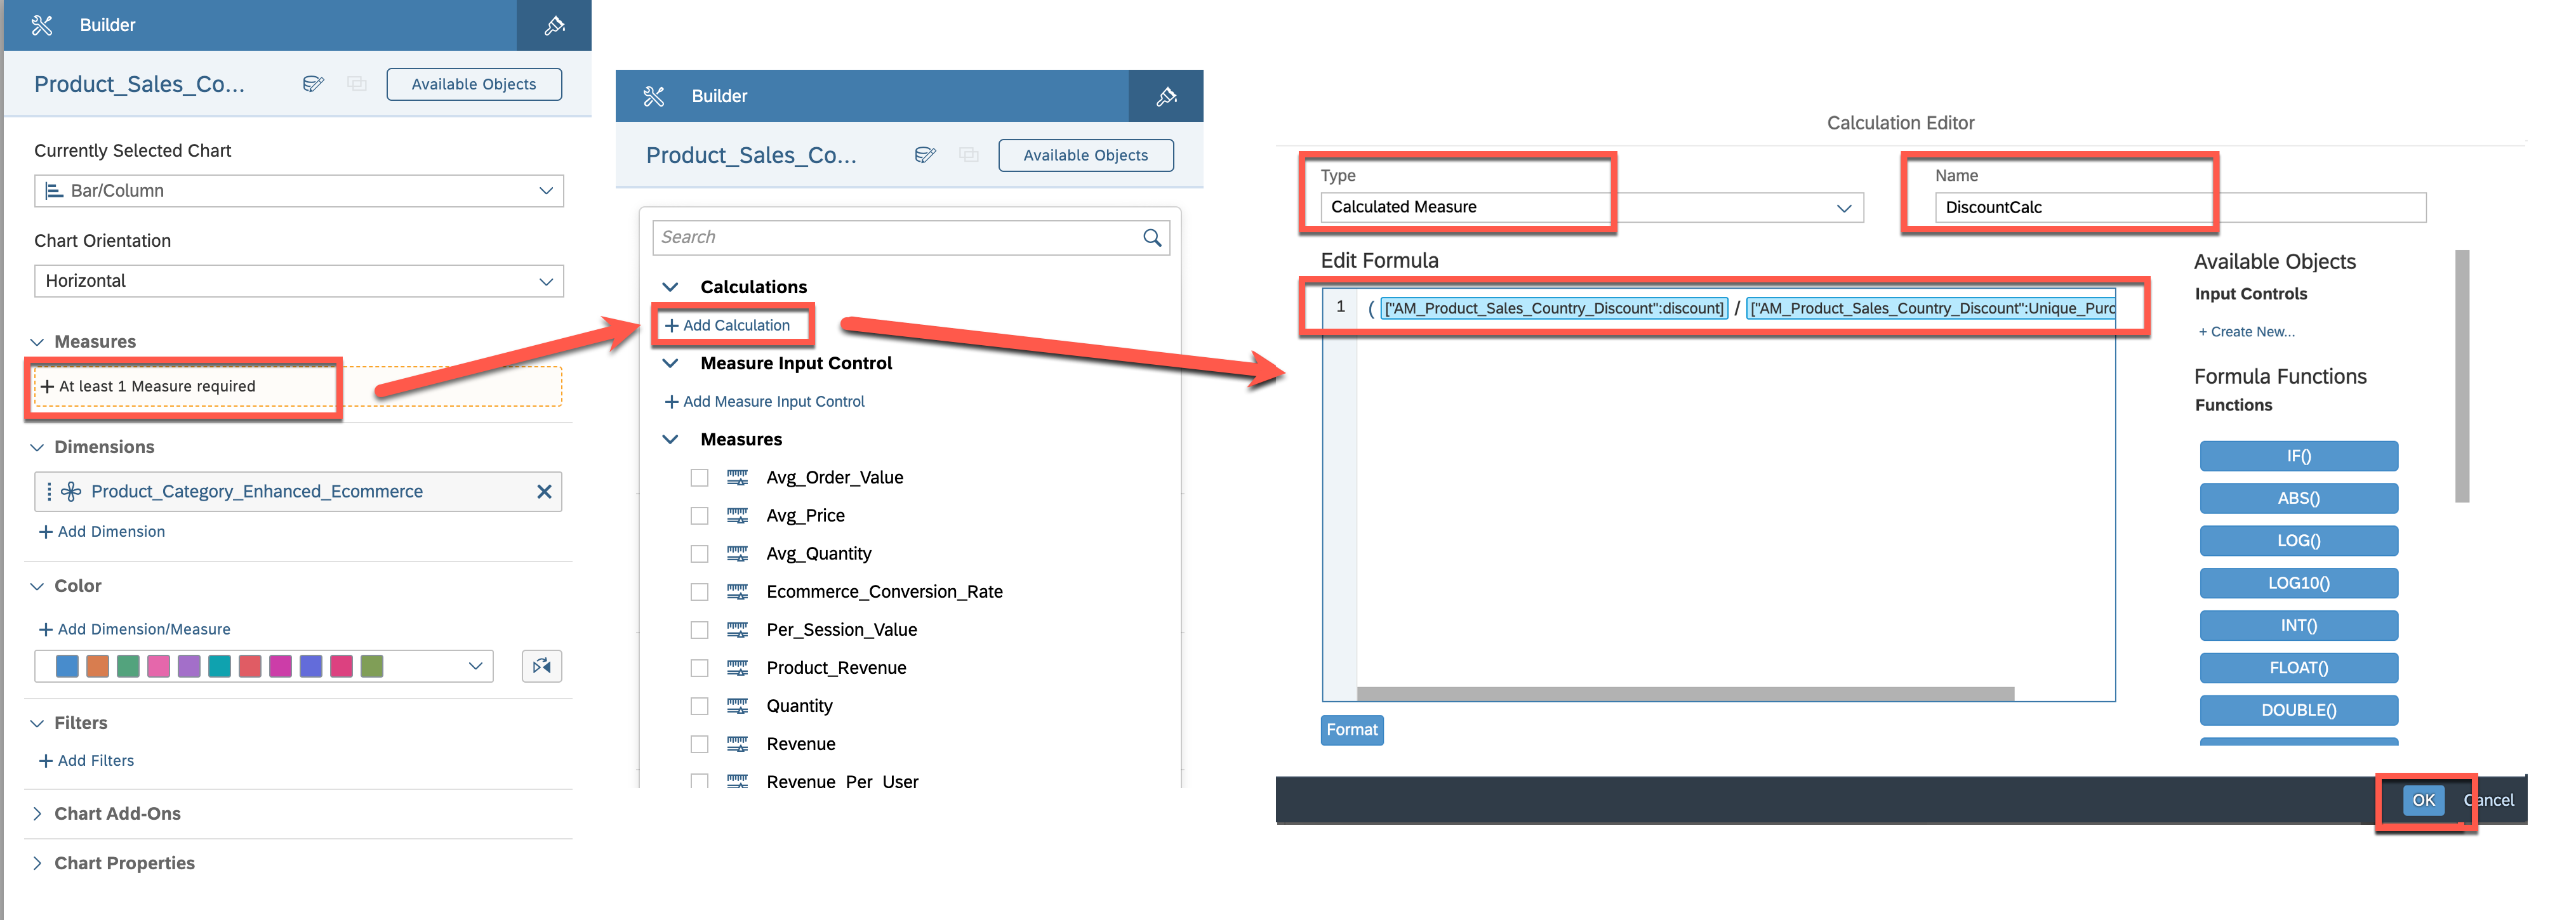 Builder
Product_Sales_Co...
Available Objects
Currently Selected Chart
Bar/Column
Chart Orientation
Horizontal
Measures
+ At least 1 Measure required
Dimensions
Product_Category_Enhanced_Ecommerce
+ Add Dimension
Color
+ Add Dimension/Measure
Filters
+ Add Filters
Chart Add-Ons
Chart Properties
Builder
Product_Sales_Co...
Available Objects
Search
Calculations
+ Add Calculation
Measure Input Control
+ Add Measure Input Control
Measures
Avg_Order_Value
Avg_Price
Avg_Quantity
Ecommerce_Conversion_Rate
Per_Session_Value
Product_Revenue
Quantity
Revenue
Revenue_Per_User
Calculation Editor
Type
Calculated Measure
Name
DiscountCalc
Edit Formula
1 ( ["AM_Product_Sales_Country_Discount":discount] / ["AM_Product_Sales_Country_Discount":Unique_Purc
Format
Available Objects
Input Controls
+ Create New...
Formula Functions
Functions
IF()
ABS()
LOG()
LOG10()
INT()
FLOAT()
DOUBLE()
OK
Cancel